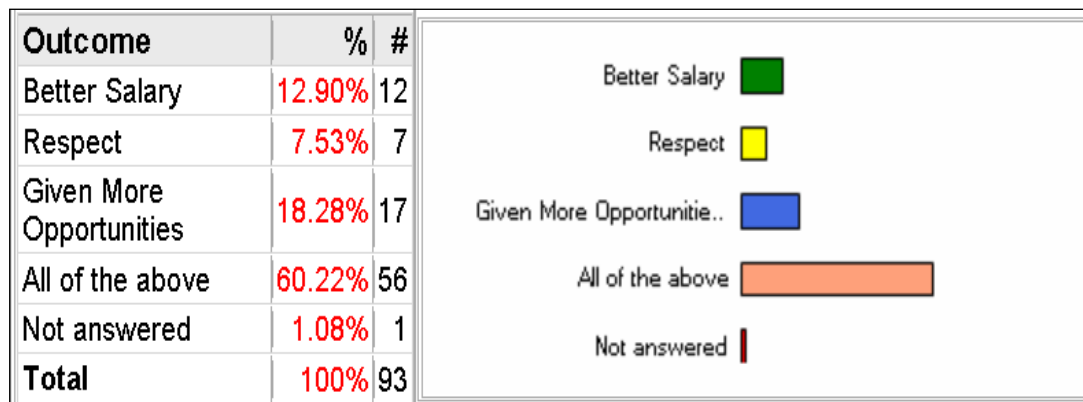 Outcome % #
Better Salary 12.90% 12
Respect 7.53% 7
Given More
Opportunities 18.28% 17
All of the above 60.22% 56
Not answered 1.08% 1
Total 100% 93
Better Salary
Respect
Given More Opportunitie..
All of the above
Not answered